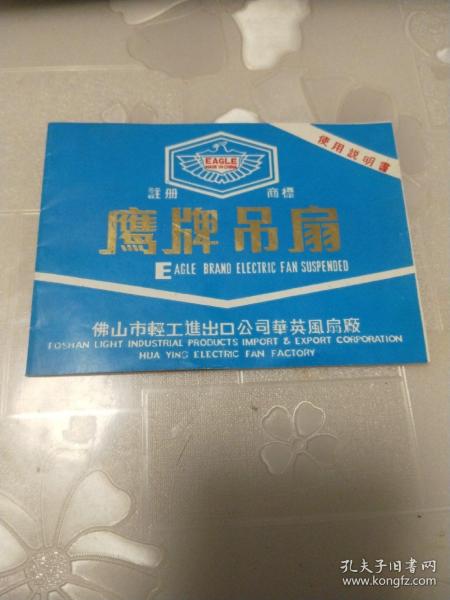 使用說明書
EAGLE
MADE IN CHINA
註冊 商標
鷹牌吊扇
EAGLE BRAND ELECTRIC FAN SUSPENDED
佛山市輕工進出口公司華英風扇廠
FOSHAN LIGHT INDUSTRIAL PRODUCTS IMPORT & EXPORT CORPORATION
HUA YING ELECTRIC FAN FACTORY
孔夫子旧书网
www.kongfz.com